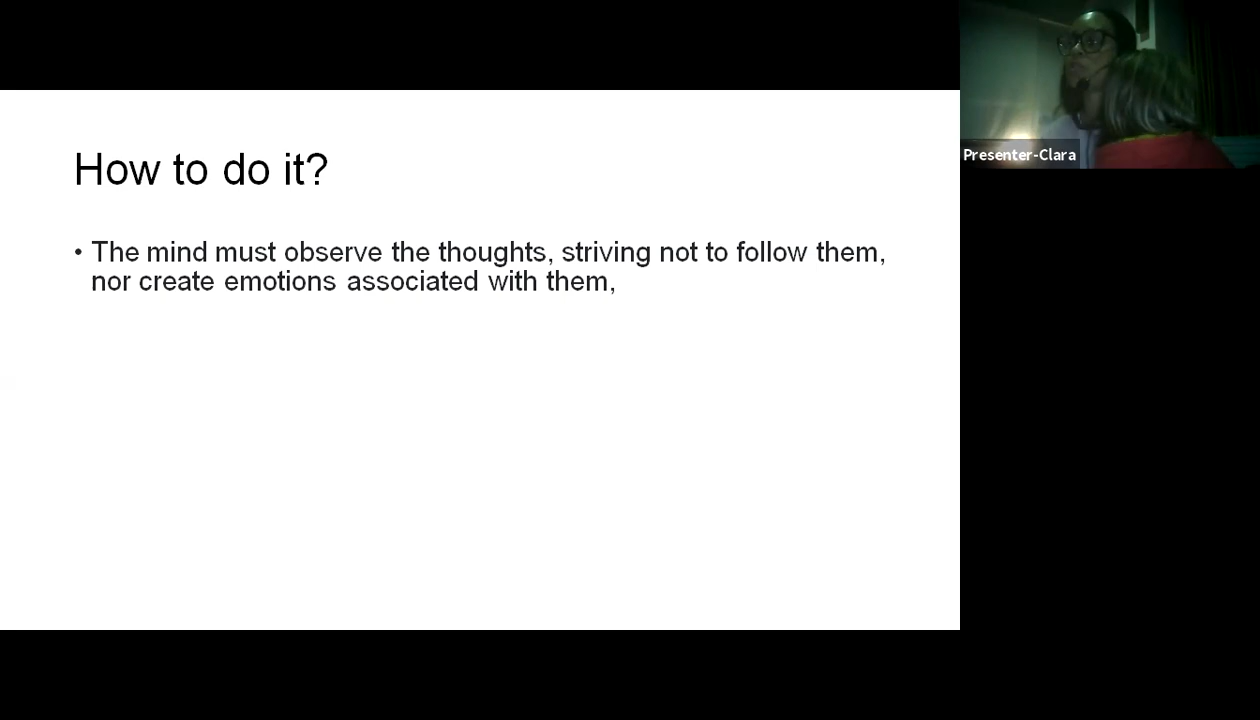 How to do it?
• The mind must observe the thoughts, striving not to follow them,
nor create emotions associated with them,
Presenter-Clara